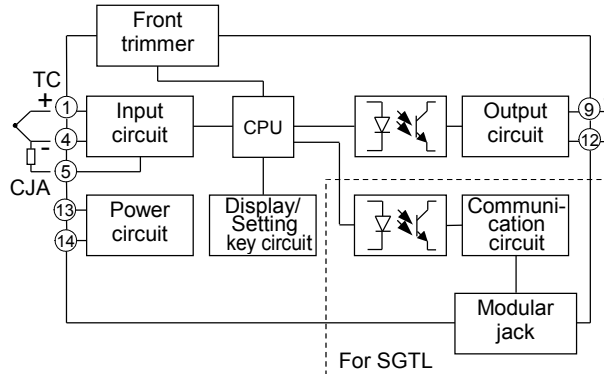 Front
trimmer
TC
+
1
Input
circuit
CPU
Output
circuit
9
12
4
-
5
CJA
13
Power
circuit
14
Display/
Setting
key circuit
Communi-
cation
circuit
Modular
jack
For SGTL